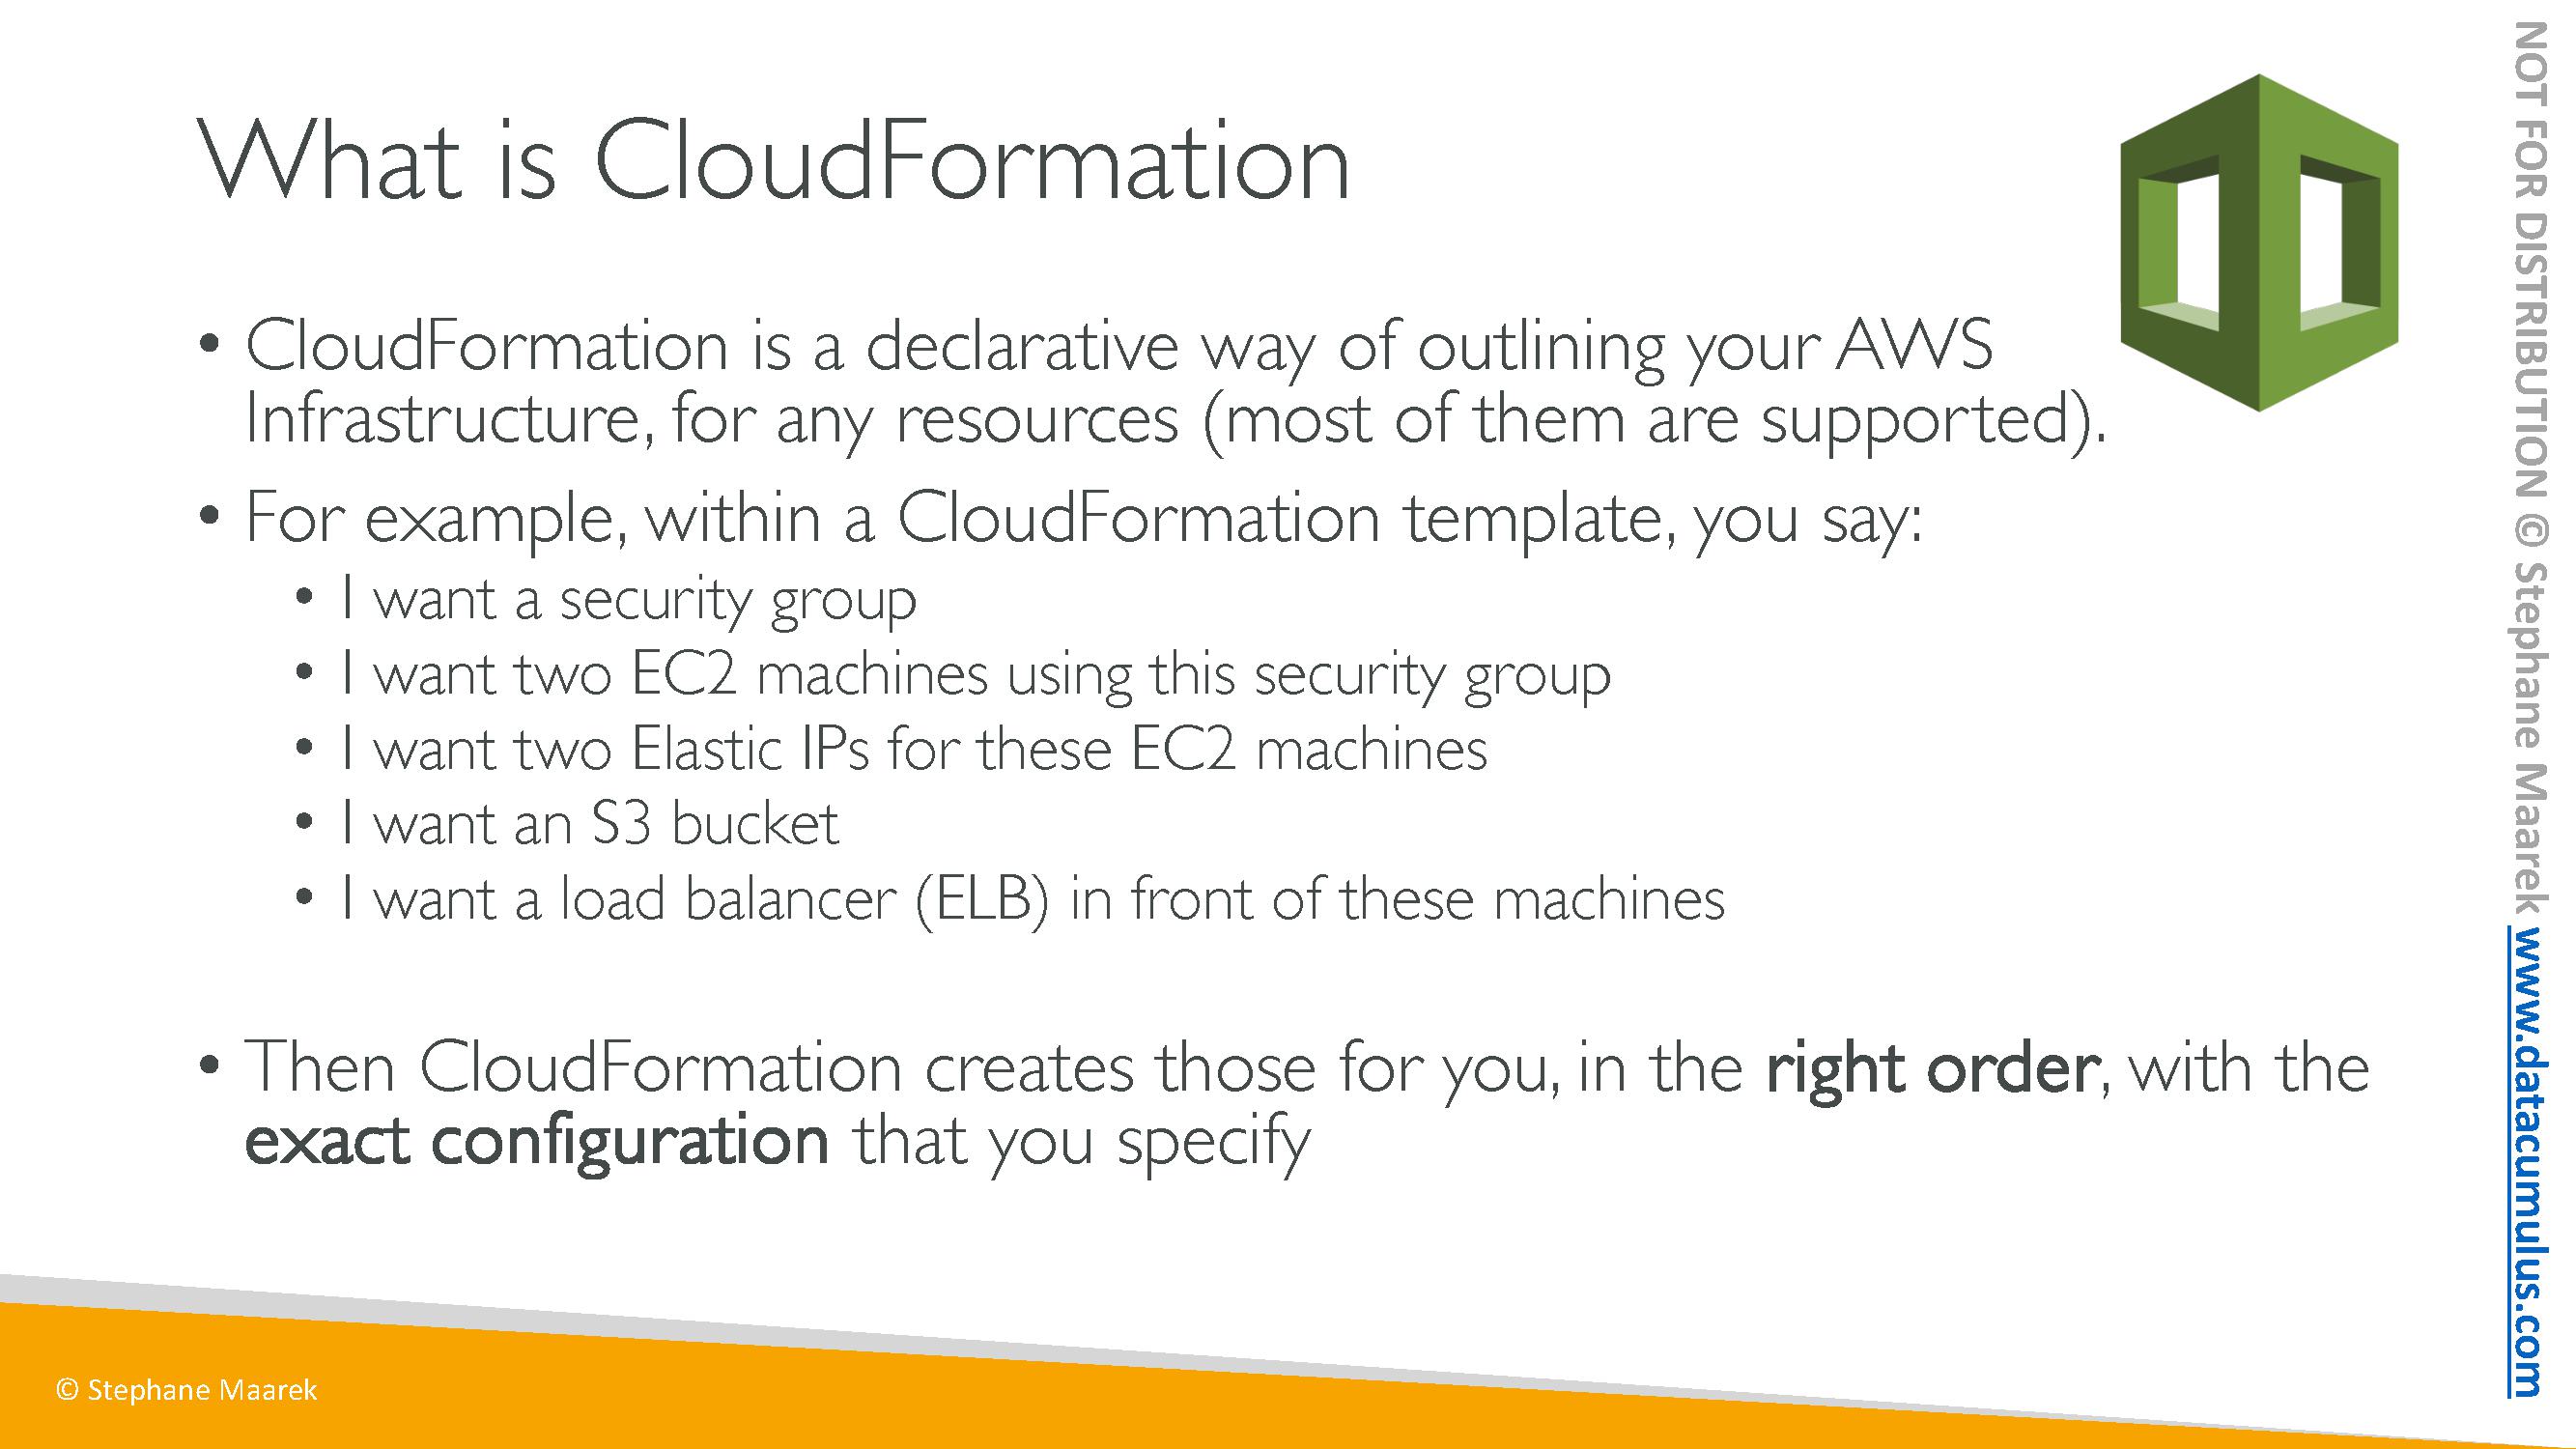 What is CloudFormation
• CloudFormation is a declarative way of outlining your AWS
Infrastructure, for any resources (most of them are supported).
• For example, within a CloudFormation template, you say:
• I want a security group
• I want two EC2 machines using this security group
• I want two Elastic IPs for these EC2 machines
• I want an S3 bucket
• I want a load balancer (ELB) in front of these machines
• Then CloudFormation creates those for you, in the right order, with the
exact configuration that you specify
© Stephane Maarek
NOT FOR DISTRIBUTION © Stephane Maarek www.datacumulus.com